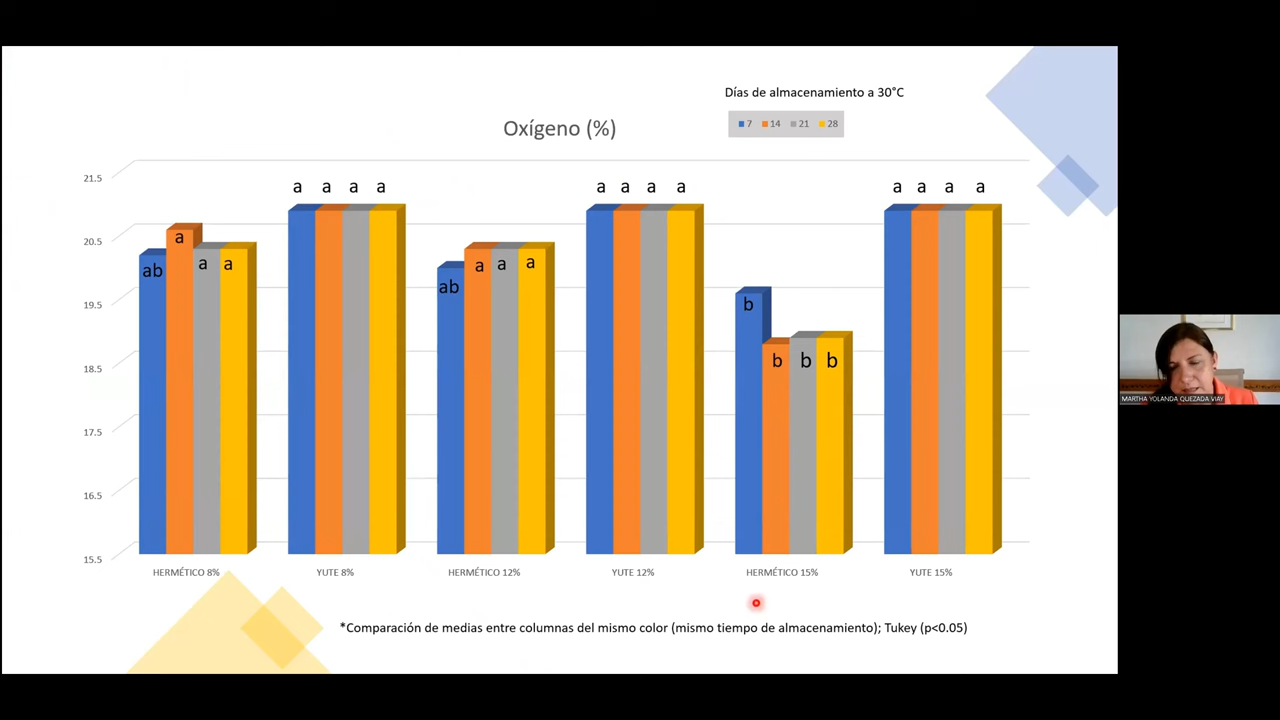 Días de almacenamiento a 30°C
7 14 21 28
Oxígeno (%)
21.5
20.5
19.5
18.5
17.5
16.5
15.5
ab a a a
a a a a
ab a a a
a a a a
b b b b
a a a a
HERMÉTICO 8%
YUTE 8%
HERMÉTICO 12%
YUTE 12%
HERMÉTICO 15%
YUTE 15%
*Comparación de medias entre columnas del mismo color (mismo tiempo de almacenamiento); Tukey (p<0.05)
MARTHA YOLANDA QUEZADA VIAY